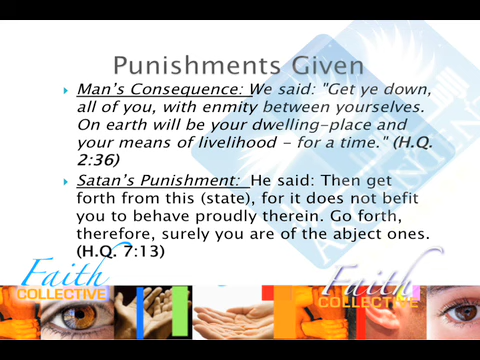 Punishments Given
Man's Consequence: We said: "Get ye down,
all of you, with enmity between yourselves.
On earth will be your dwelling-place and
your means of livelihood - for a time." (H.Q.
2:36)
Satan's Punishment: He said: Then get
forth from this (state), for it does not befit
you to behave proudly therein. Go forth,
therefore, surely you are of the abject ones.
(H.Q. 7:13)
Faith
COLLECTIVE
Faith
COLLECTIVE